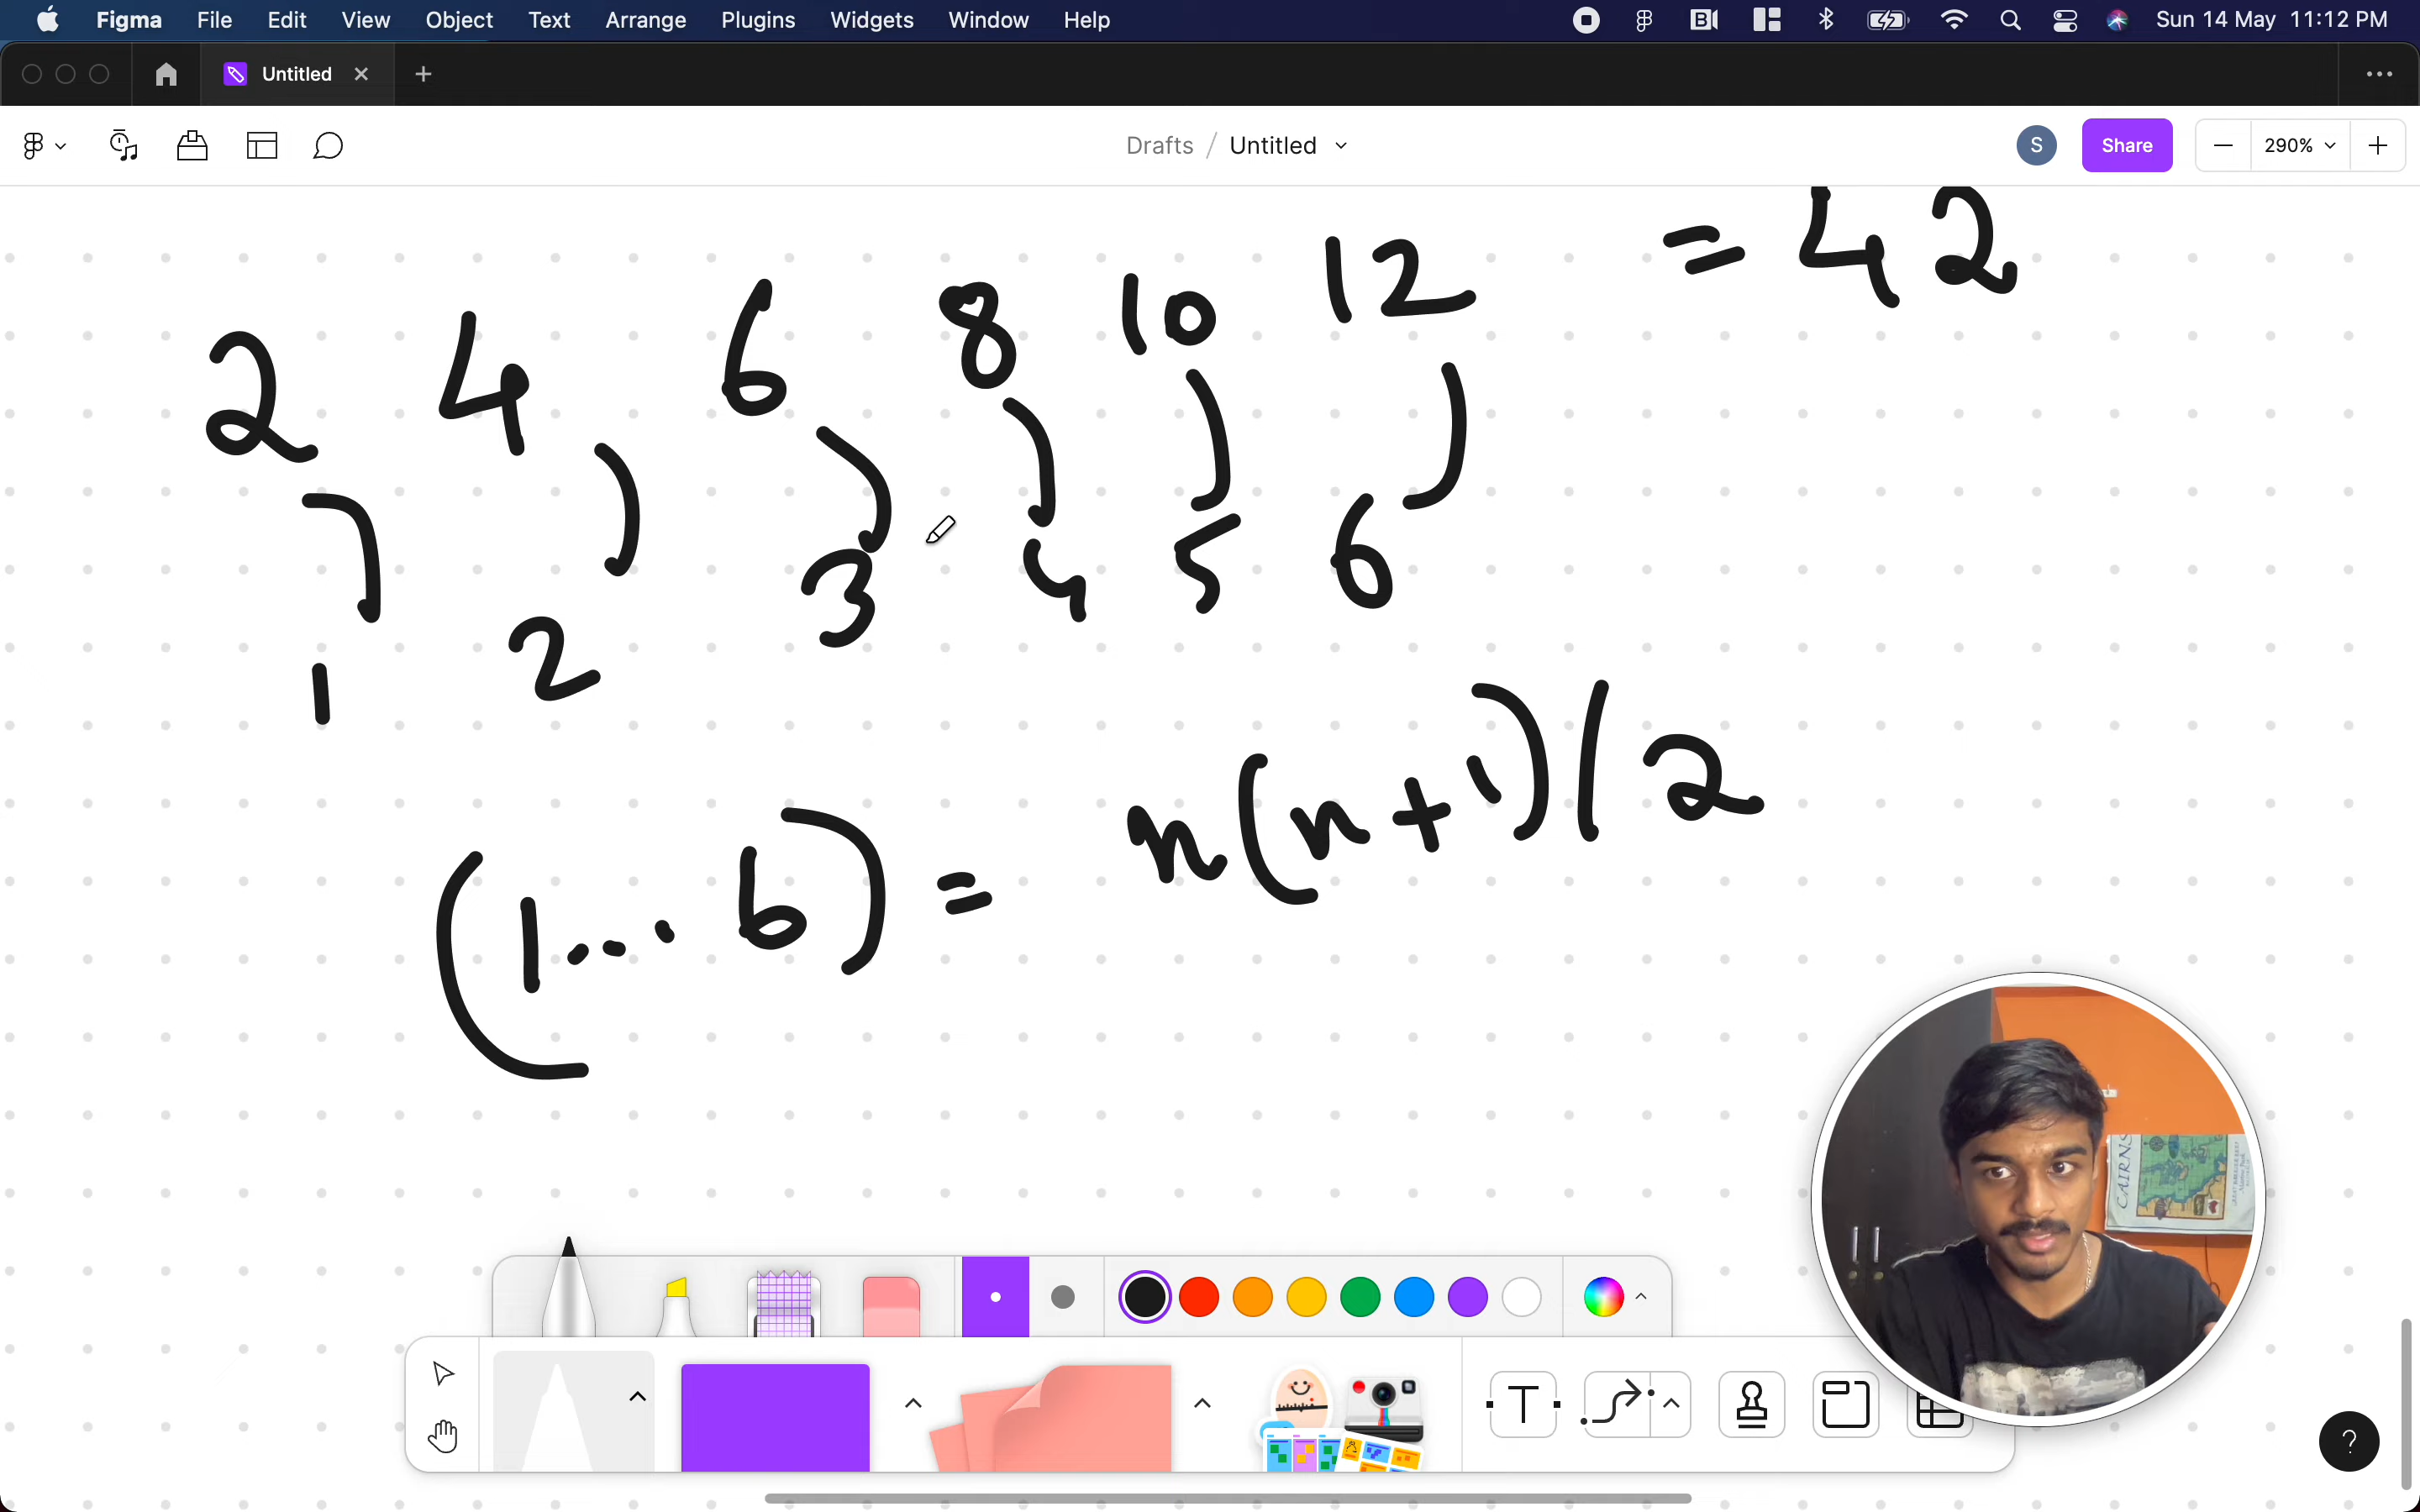 Figma File Edit View Object Text Arrange Plugins Widgets Window Help Sun 14 May 11:12 PM
Untitled
Drafts / Untitled S Share 290%
2 4 6 8 10 12 = 42
1 2 3 4 5 6
(1.... 6) = n(n+1)/2
CAIRNS
T
?